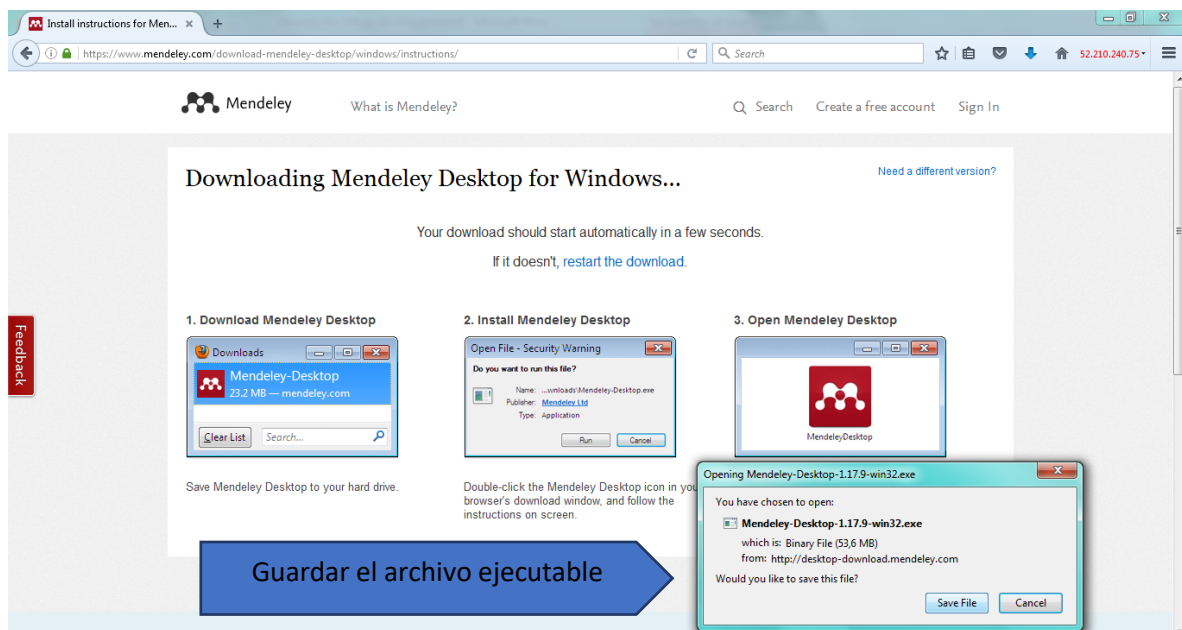 Install instructions for Men...
https://www.mendeley.com/download-mendeley-desktop/windows/instructions/
Search
52.210.240.75
Mendeley
What is Mendeley?
Search
Create a free account
Sign In
Downloading Mendeley Desktop for Windows...
Need a different version?
Your download should start automatically in a few seconds.
If it doesn't, restart the download.
Feedback
1. Download Mendeley Desktop
Downloads
Mendeley-Desktop
23.2 MB — mendeley.com
Clear List
Search...
Save Mendeley Desktop to your hard drive.
2. Install Mendeley Desktop
Open File - Security Warning
Do you want to run this file?
Name: ...wnloads\Mendeley-Desktop.exe
Publisher: Mendeley Ltd
Type: Application
Run
Cancel
Double-click the Mendeley Desktop icon in you
browser's download window, and follow the
instructions on screen.
3. Open Mendeley Desktop
MendeleyDesktop
Opening Mendeley-Desktop-1.17.9-win32.exe
You have chosen to open:
Mendeley-Desktop-1.17.9-win32.exe
which is: Binary File (53,6 MB)
from: http://desktop-download.mendeley.com
Would you like to save this file?
Save File
Cancel
Guardar el archivo ejecutable